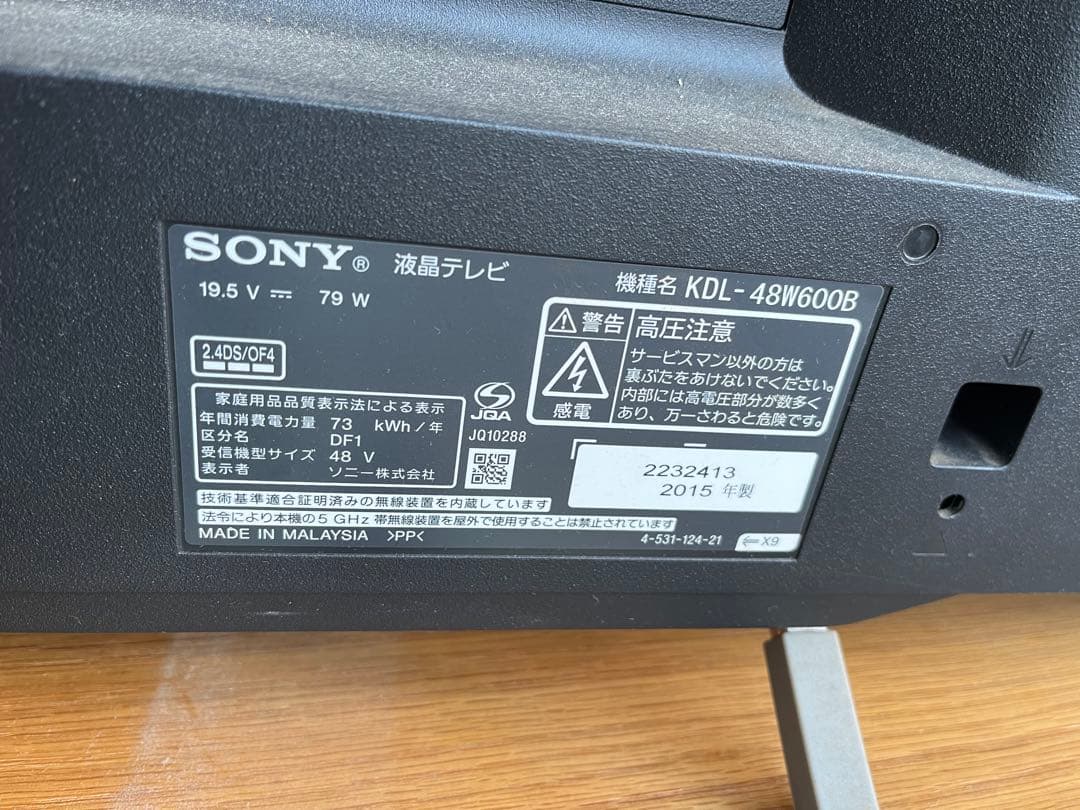 SONY® 液晶テレビ
機種名 KDL-48W600B
19.5 V ⎓ 79 W
2.4DS/OF4
家庭用品品質表示法による表示
年間消費電力量 73 kWh/年
区分名 DF1
受信機型サイズ 48 V
表示者 ソニー株式会社
JQA
JQ10288
⚠警告
感電
高圧注意
サービスマン以外の方は
裏ぶたをあけないでください。
内部には高電圧部分が数多く
あり、万一さわると危険です。
2232413
2015 年製
技術基準適合証明済みの無線装置を内蔵しています
法令により本機の5 GHz 帯無線装置を屋外で使用することは禁止されています
MADE IN MALAYSIA >PP<
4-531-124-21
←X9